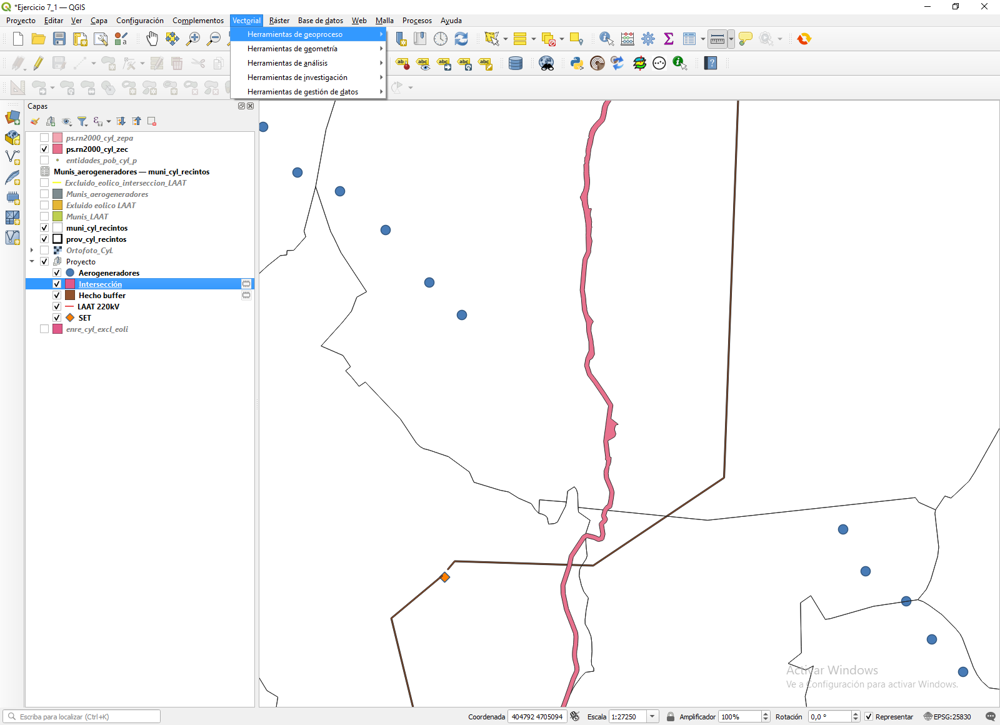 *Ejercicio 7_1 — QGIS
Proyecto Editar Ver Capa Configuración Complementos Vectorial Ráster Base de datos Web Malla Procesos Ayuda
Herramientas de geoproceso
Herramientas de geometría
Herramientas de análisis
Herramientas de investigación
Herramientas de gestión de datos
Capas
ps.rn2000_cyl_zepa
ps.rn2000_cyl_zec
entidades_pob_cyl_p
Munis_aerogeneradores — muni_cyl_recintos
Excluido_eolico_interseccion_LAAT
Munis_aerogeneradores
Exluido eolico LAAT
Munis_LAAT
muni_cyl_recintos
prov_cyl_recintos
Ortofoto_CyL
Proyecto
Aerogeneradores
Intersección
Hecho buffer
LAAT 220kV
SET
enre_cyl_excl_eoli
Activar Windows
Ve a Configuración para activar Windows.
Escriba para localizar (Ctrl+K)
Coordenada 404792 4705094 Escala 1:27250 Amplificador 100% Rotación 0,0 ° Representar EPSG:25830